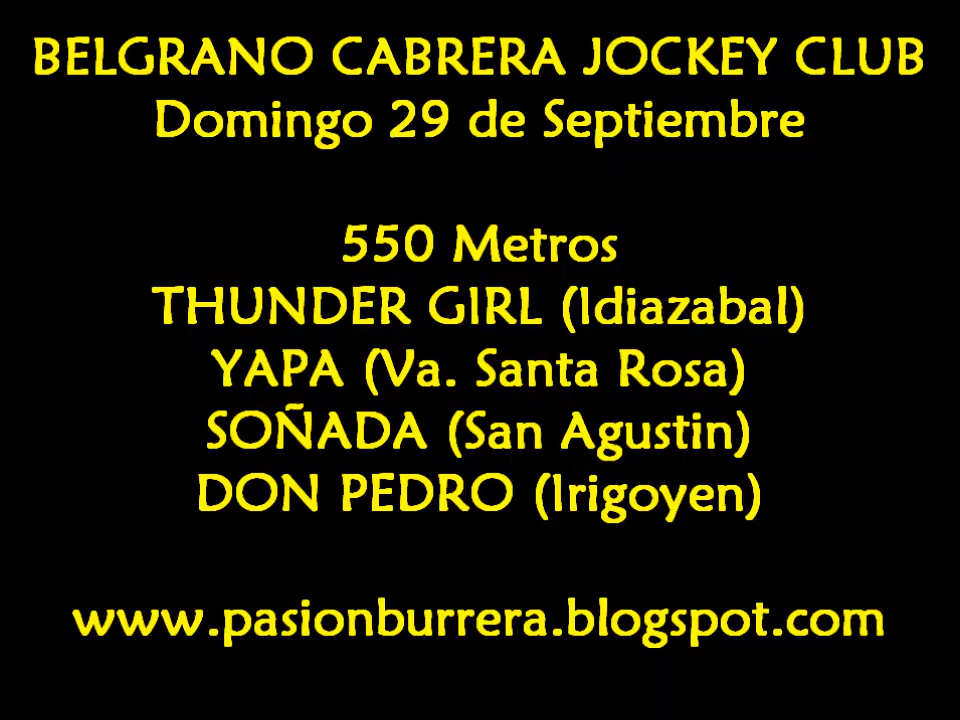 BELGRANO CABRERA JOCKEY CLUB
Domingo 29 de Septiembre
550 Metros
THUNDER GIRL (Idiazabal)
YAPA (Va. Santa Rosa)
SOÑADA (San Agustin)
DON PEDRO (Irigoyen)
www.pasionburrera.blogspot.com